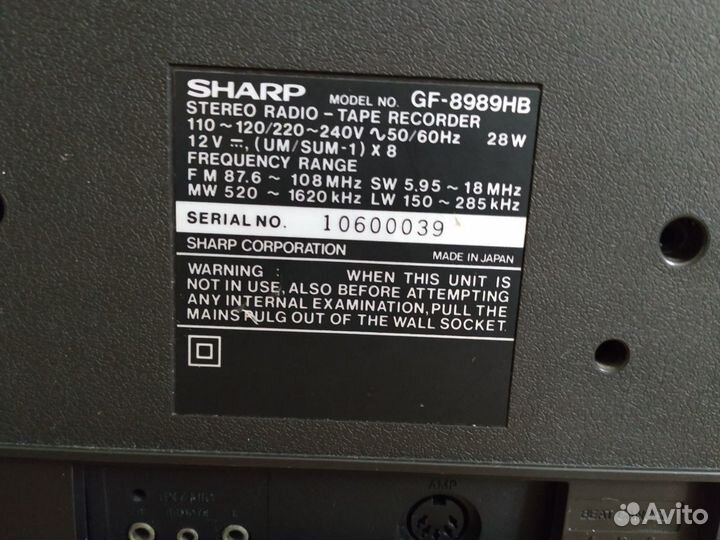 SHARP MODEL NO. GF-8989HB
STEREO RADIO - TAPE RECORDER
110~120/220~240V ∿50/60Hz 28W
12V ⎓, (UM/SUM-1) X 8
FREQUENCY RANGE
FM 87.6 ~ 108MHz SW 5.95 ~ 18MHz
MW 520 ~ 1620kHz LW 150 ~ 285kHz
SERIAL NO. 10600039
SHARP CORPORATION MADE IN JAPAN
WARNING : WHEN THIS UNIT IS
NOT IN USE, ALSO BEFORE ATTEMPTING
ANY INTERNAL EXAMINATION, PULL THE
MAINS PULG OUT OF THE WALL SOCKET.
AMP
BEAT
Avito